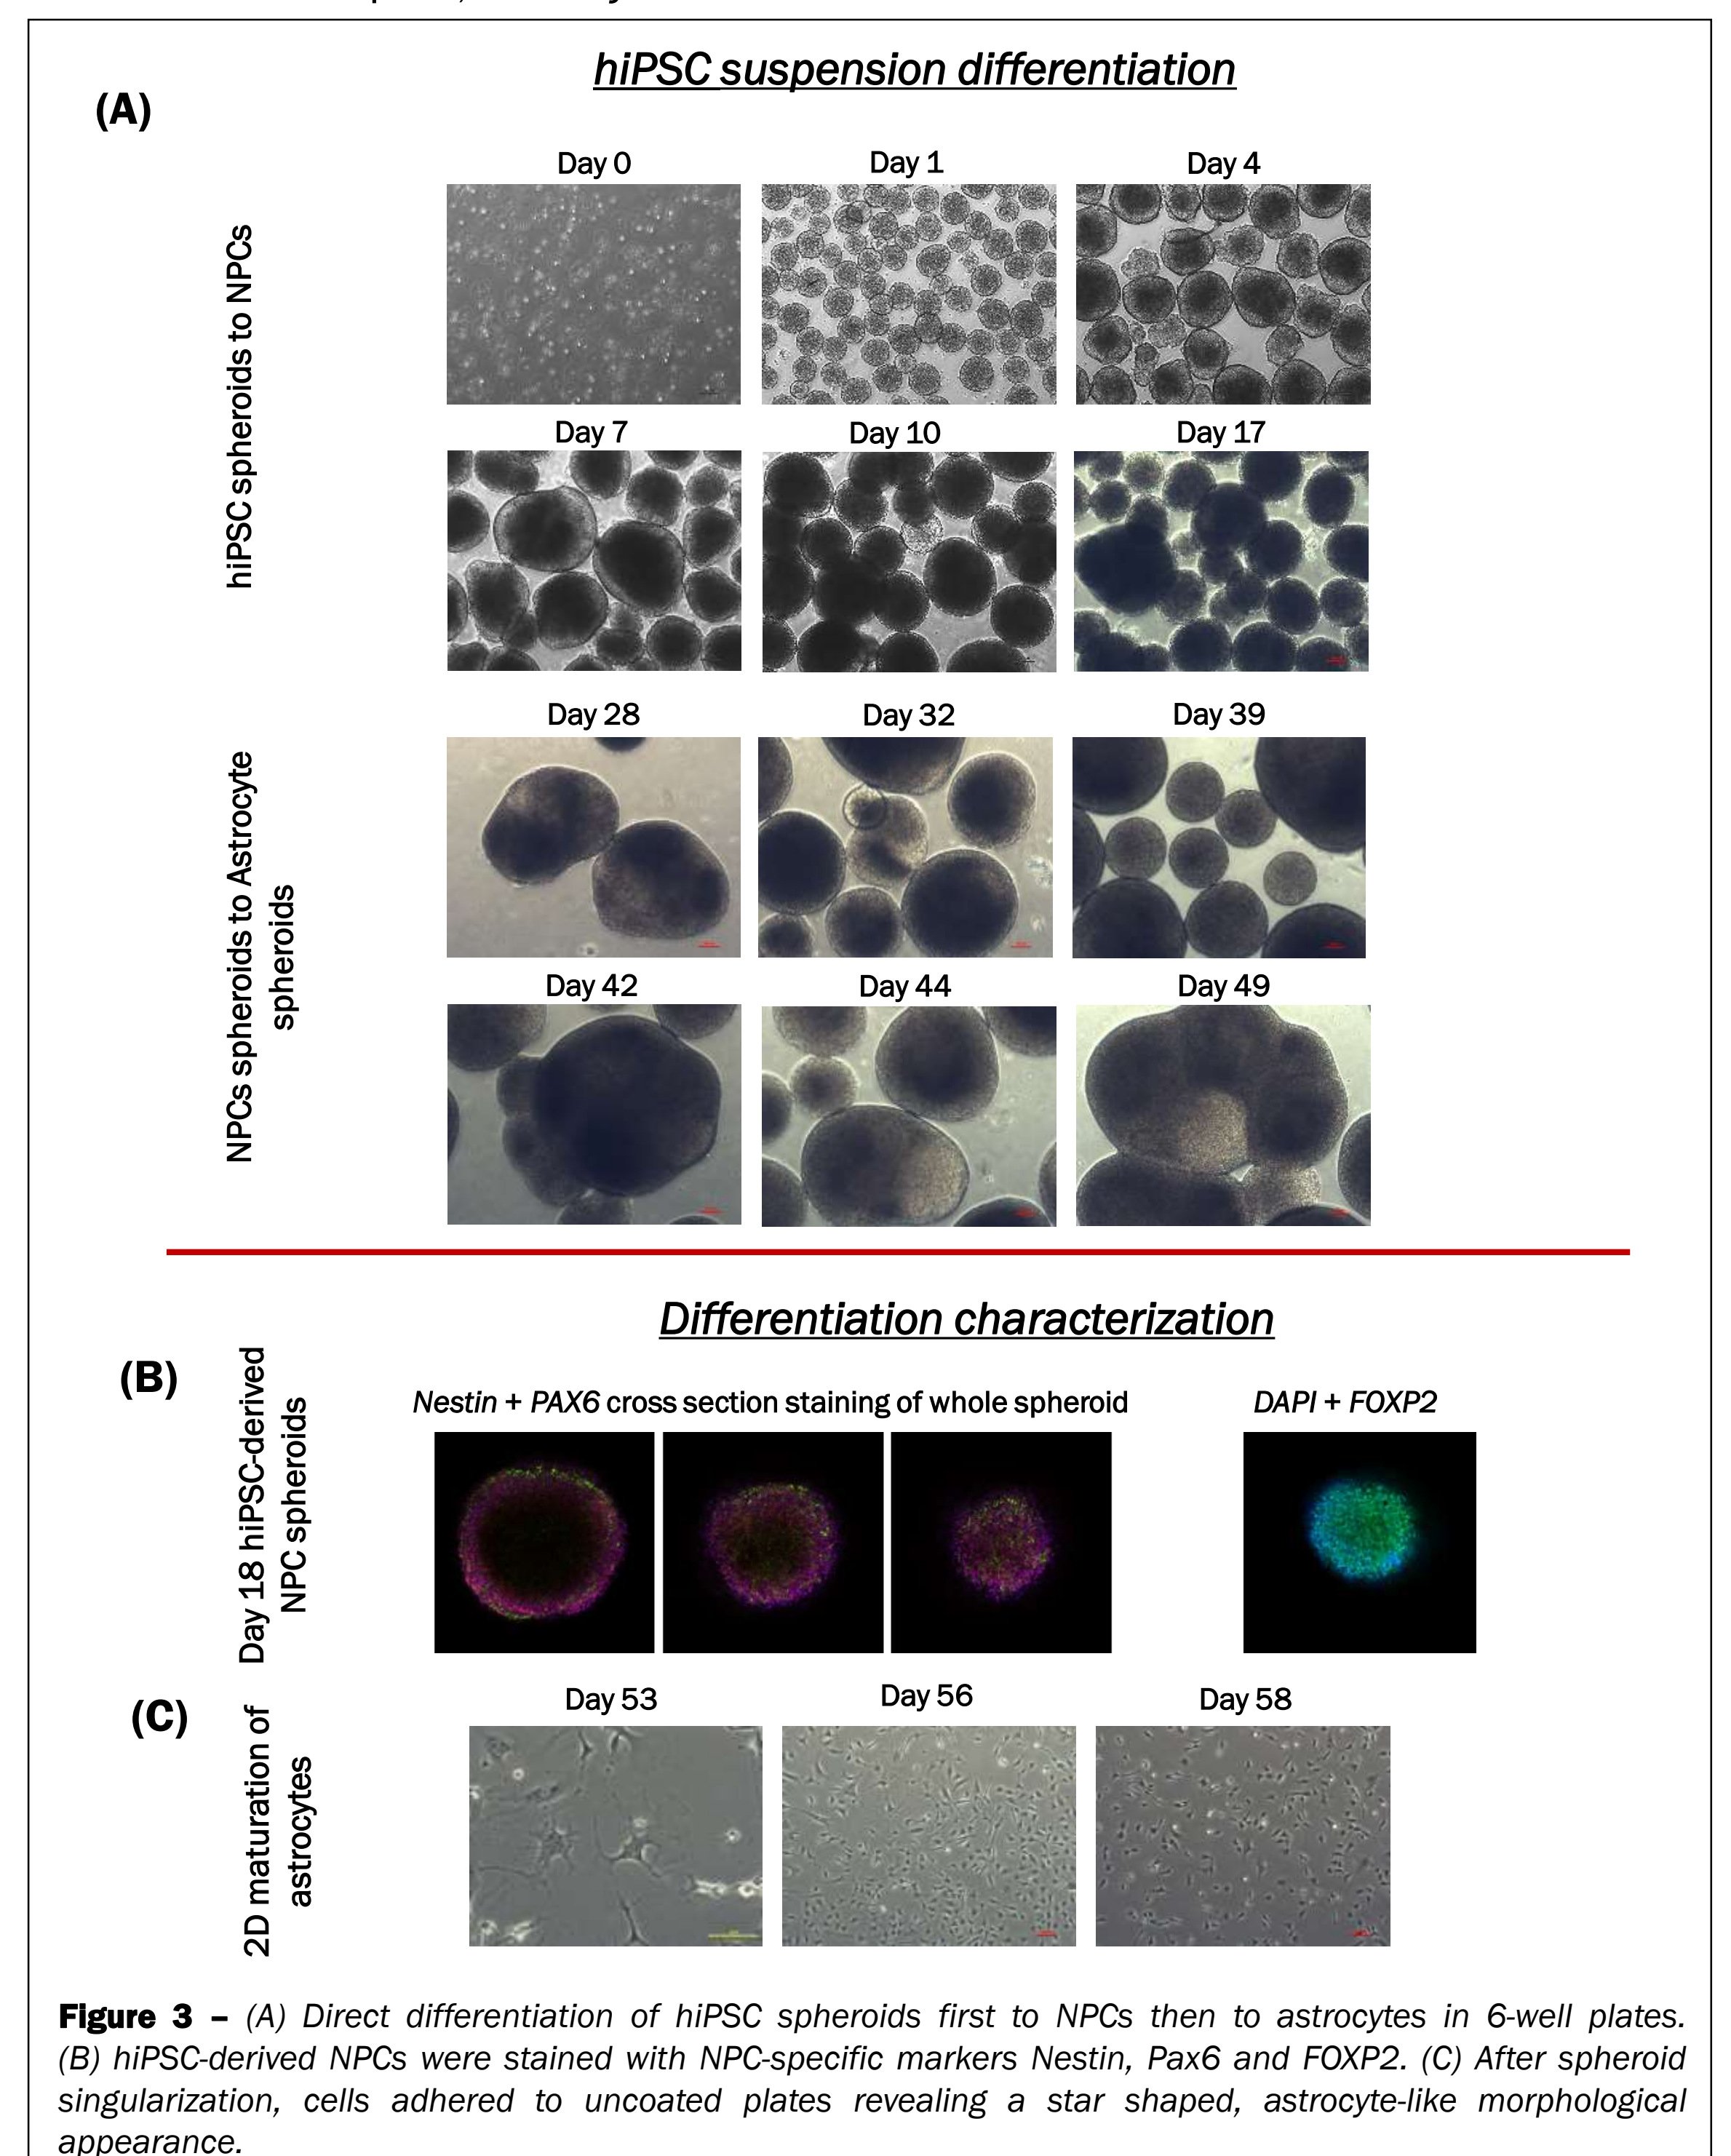 hiPSC suspension differentiation
(A)
Day 0
Day 1
Day 4
hiPSC spheroids to NPCs
Day 7
Day 10
Day 17
Day 28
Day 32
Day 39
NPCs spheroids to Astrocyte
spheroids
Day 42
Day 44
Day 49
Differentiation characterization
(B)
Day 18 hiPSC-derived
NPC spheroids
Nestin + PAX6 cross section staining of whole spheroid
DAPI + FOXP2
(C)
2D maturation of
astrocytes
Day 53
Day 56
Day 58
Figure 3 – (A) Direct differentiation of hiPSC spheroids first to NPCs then to astrocytes in 6-well plates.
(B) hiPSC-derived NPCs were stained with NPC-specific markers Nestin, Pax6 and FOXP2. (C) After spheroid
singularization, cells adhered to uncoated plates revealing a star shaped, astrocyte-like morphological
appearance.